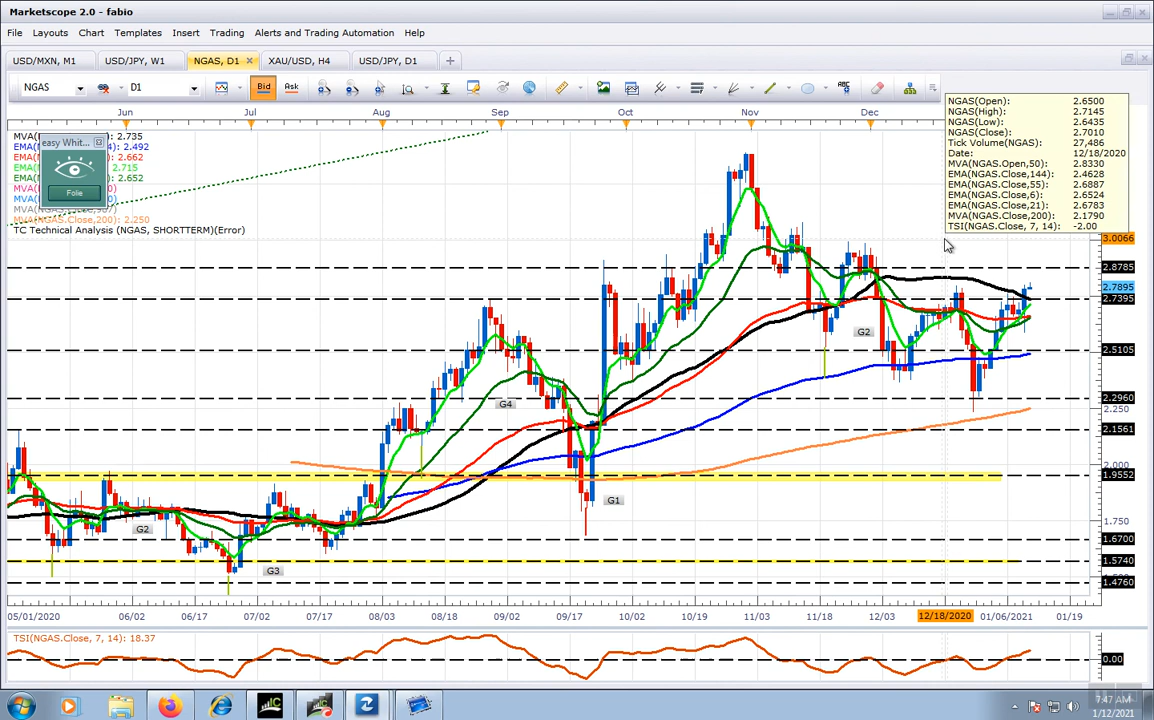 Marketscope 2.0 - fabio
File Layouts Chart Templates Insert Trading Alerts and Trading Automation Help
USD/MXN, M1 USD/JPY, W1 NGAS, D1 XAU/USD, H4 USD/JPY, D1
NGAS D1 Bid Ask ABC
Jun Jul Aug Sep Oct Nov Dec
NGAS(Open): 2.6500
NGAS(High): 2.7145
NGAS(Low): 2.6435
NGAS(Close): 2.7010
Tick Volume(NGAS): 27,486
Date: 12/18/2020
MVA(NGAS.Open,50): 2.8330
EMA(NGAS.Close,144): 2.4628
EMA(NGAS.Close,55): 2.6887
EMA(NGAS.Close,6): 2.6524
EMA(NGAS.Close,21): 2.6783
MVA(NGAS.Close,200): 2.1790
TSI(NGAS.Close, 7, 14): -2.00
2.735
2.492
2.662
2.715
2.652
MVA(NGAS.Close,200) 2.250
easy Whit...
Folie
TC Technical Analysis (NGAS, SHORTTERM)(Error)
3.0066
2.8785
2.7895
2.7395
2.5105
2.2960
2.250
2.1561
2.000
1.9552
1.750
1.6700
1.5740
1.4760
G2
G3
G4
G1
G2
05/01/2020 06/02 06/17 07/02 07/17 08/03 08/18 09/02 09/17 10/02 10/19 11/03 11/18 12/03 12/18/2020 01/06/2021 01/19
TSI(NGAS.Close, 7, 14): 18.37
0.00
7:47 AM
1/12/2021